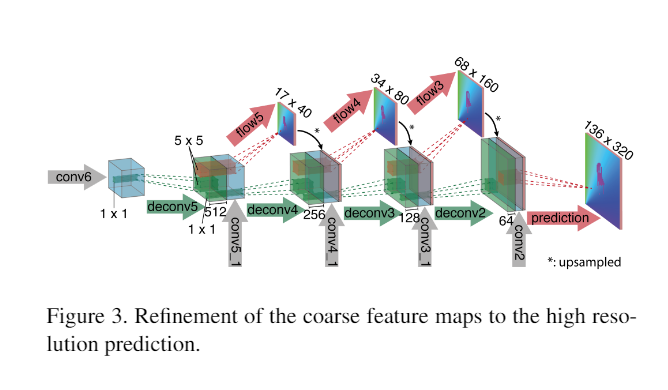 68 x 160
34 x 80
17 x 40
flow3
flow4
flow5
*
*
*
136 x 320
5 x 5
conv6
1 x 1
deconv5
512
1 x 1
conv5_1
deconv4
256
conv4_1
deconv3
128
conv3_1
deconv2
64
conv2
prediction
*: upsampled
Figure 3. Refinement of the coarse feature maps to the high reso-
lution prediction.